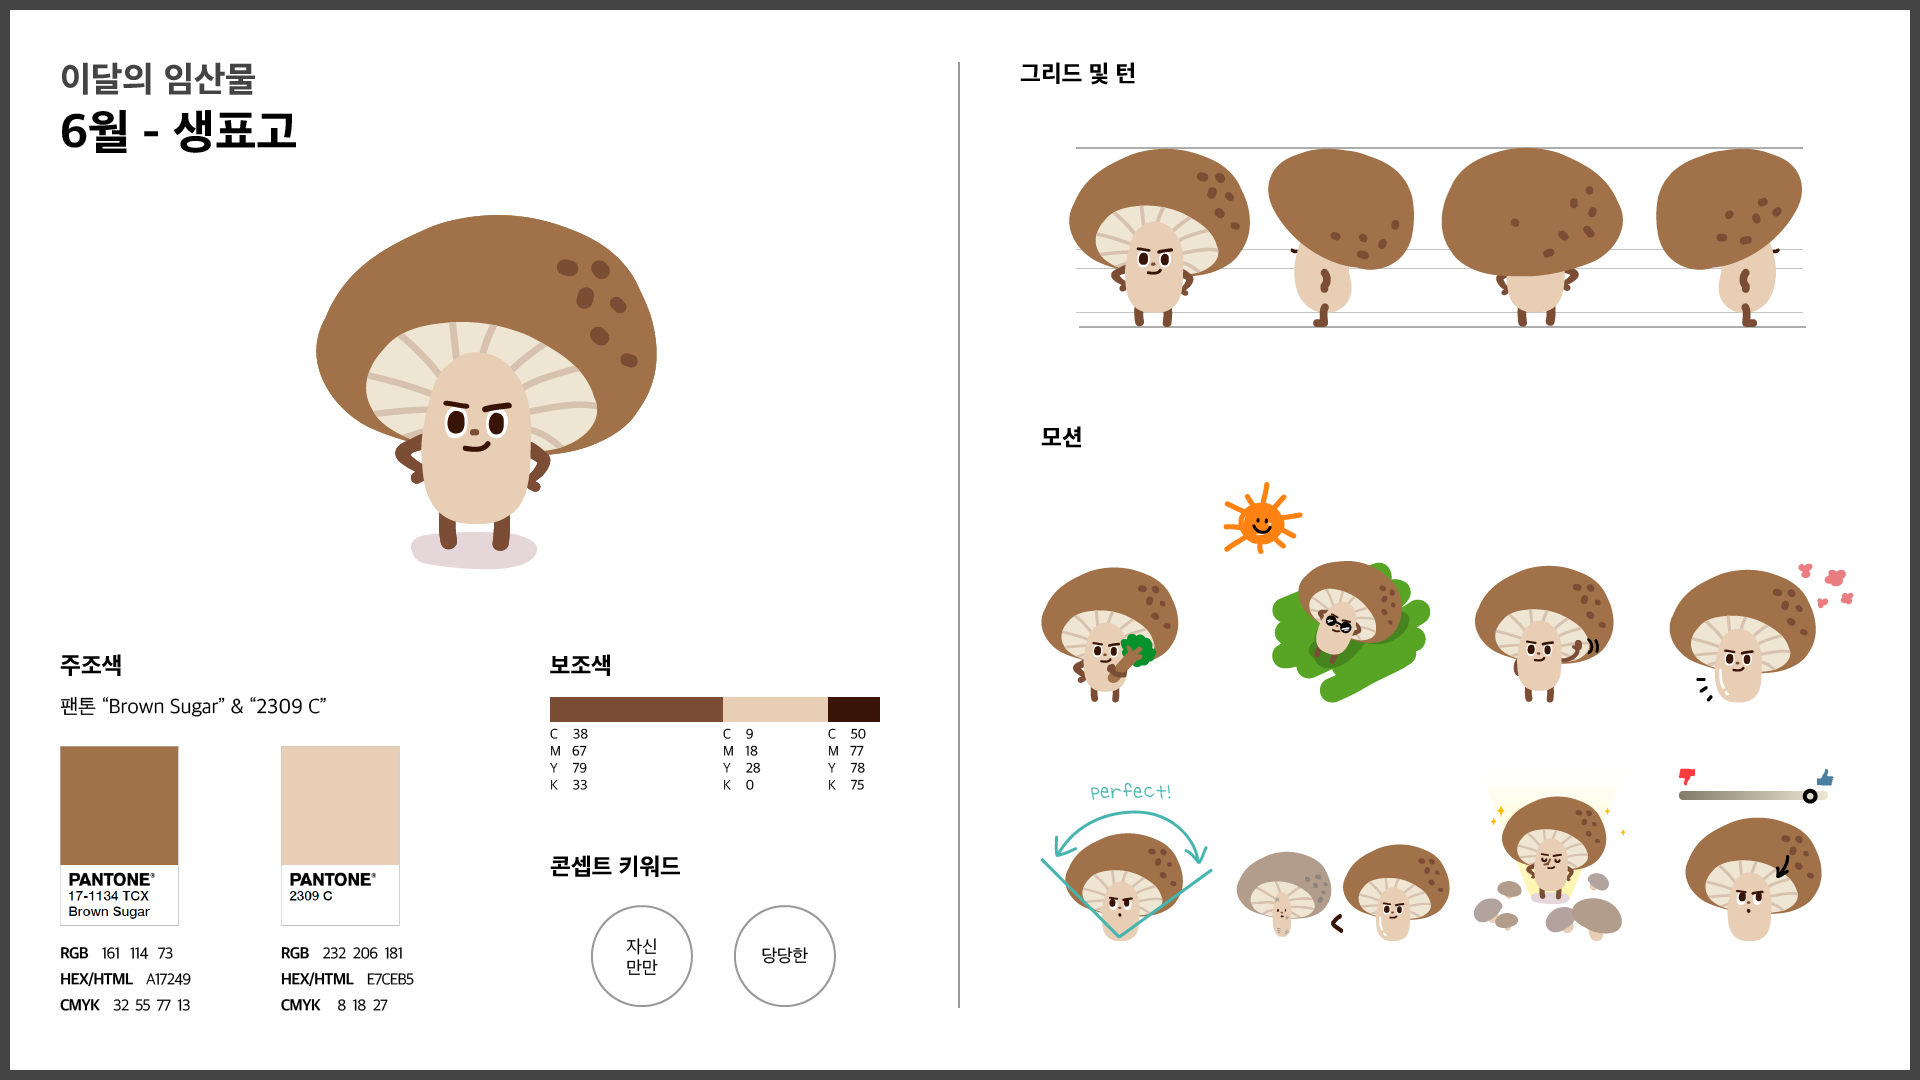 이달의 임산물
6월 - 생표고
주조색
팬톤 “Brown Sugar” & “2309 C”
PANTONE®
17-1134 TCX
Brown Sugar
RGB 161 114 73
HEX/HTML A17249
CMYK 32 55 77 13
PANTONE®
2309 C
RGB 232 206 181
HEX/HTML E7CEB5
CMYK 8 18 27
보조색
C 38
M 67
Y 79
K 33
C 9
M 18
Y 28
K 0
C 50
M 77
Y 78
K 75
콘셉트 키워드
자신
만만
당당한
그리드 및 턴
모션
perfect!